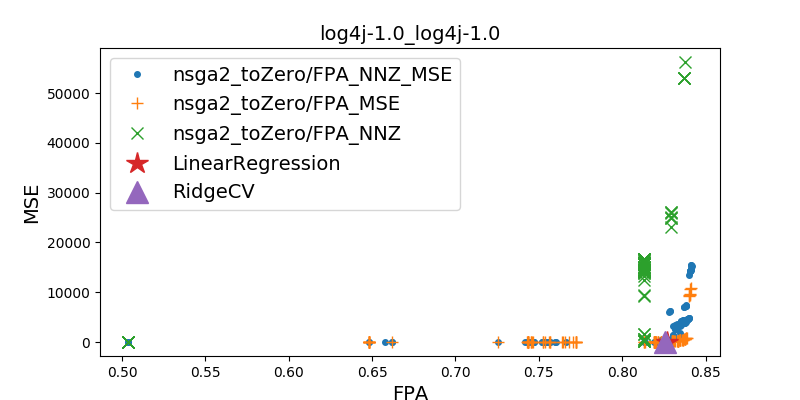 log4j-1.0_log4j-1.0
nsga2_toZero/FPA_NNZ_MSE
nsga2_toZero/FPA_MSE
nsga2_toZero/FPA_NNZ
LinearRegression
RidgeCV
MSE
50000
40000
30000
20000
10000
0
0.50 0.55 0.60 0.65 0.70 0.75 0.80 0.85
FPA